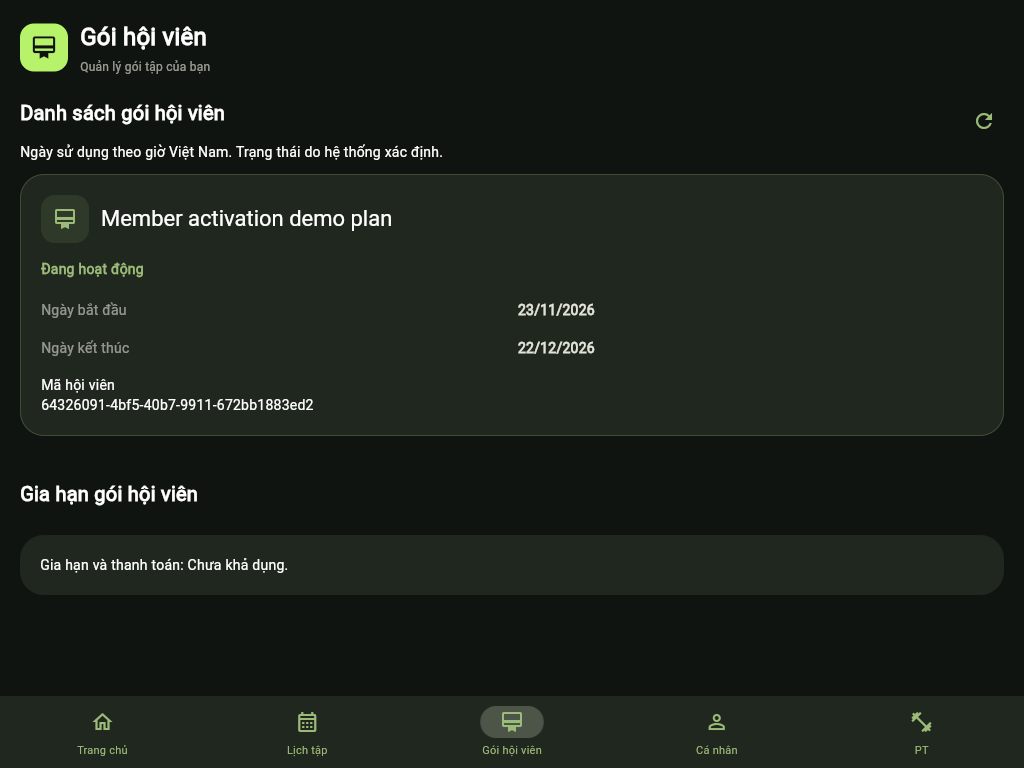 Gói hội viên
Quản lý gói tập của bạn
Danh sách gói hội viên
Ngày sử dụng theo giờ Việt Nam. Trạng thái do hệ thống xác định.
Member activation demo plan
Đang hoạt động
Ngày bắt đầu 23/11/2026
Ngày kết thúc 22/12/2026
Mã hội viên
64326091-4bf5-40b7-9911-672bb1883ed2
Gia hạn gói hội viên
Gia hạn và thanh toán: Chưa khả dụng.
Trang chủ Lịch tập Gói hội viên Cá nhân PT